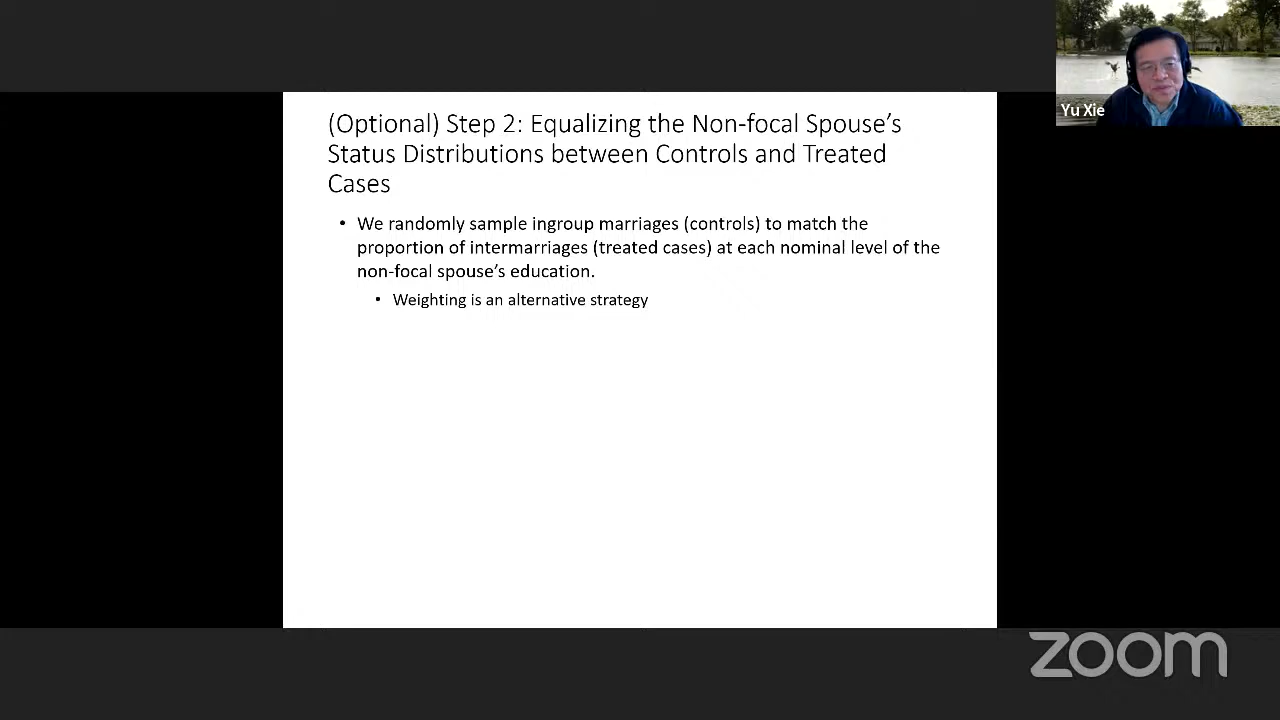 Yu Xie
(Optional) Step 2: Equalizing the Non-focal Spouse’s
Status Distributions between Controls and Treated
Cases
• We randomly sample ingroup marriages (controls) to match the
proportion of intermarriages (treated cases) at each nominal level of the
non-focal spouse’s education.
• Weighting is an alternative strategy
zoom